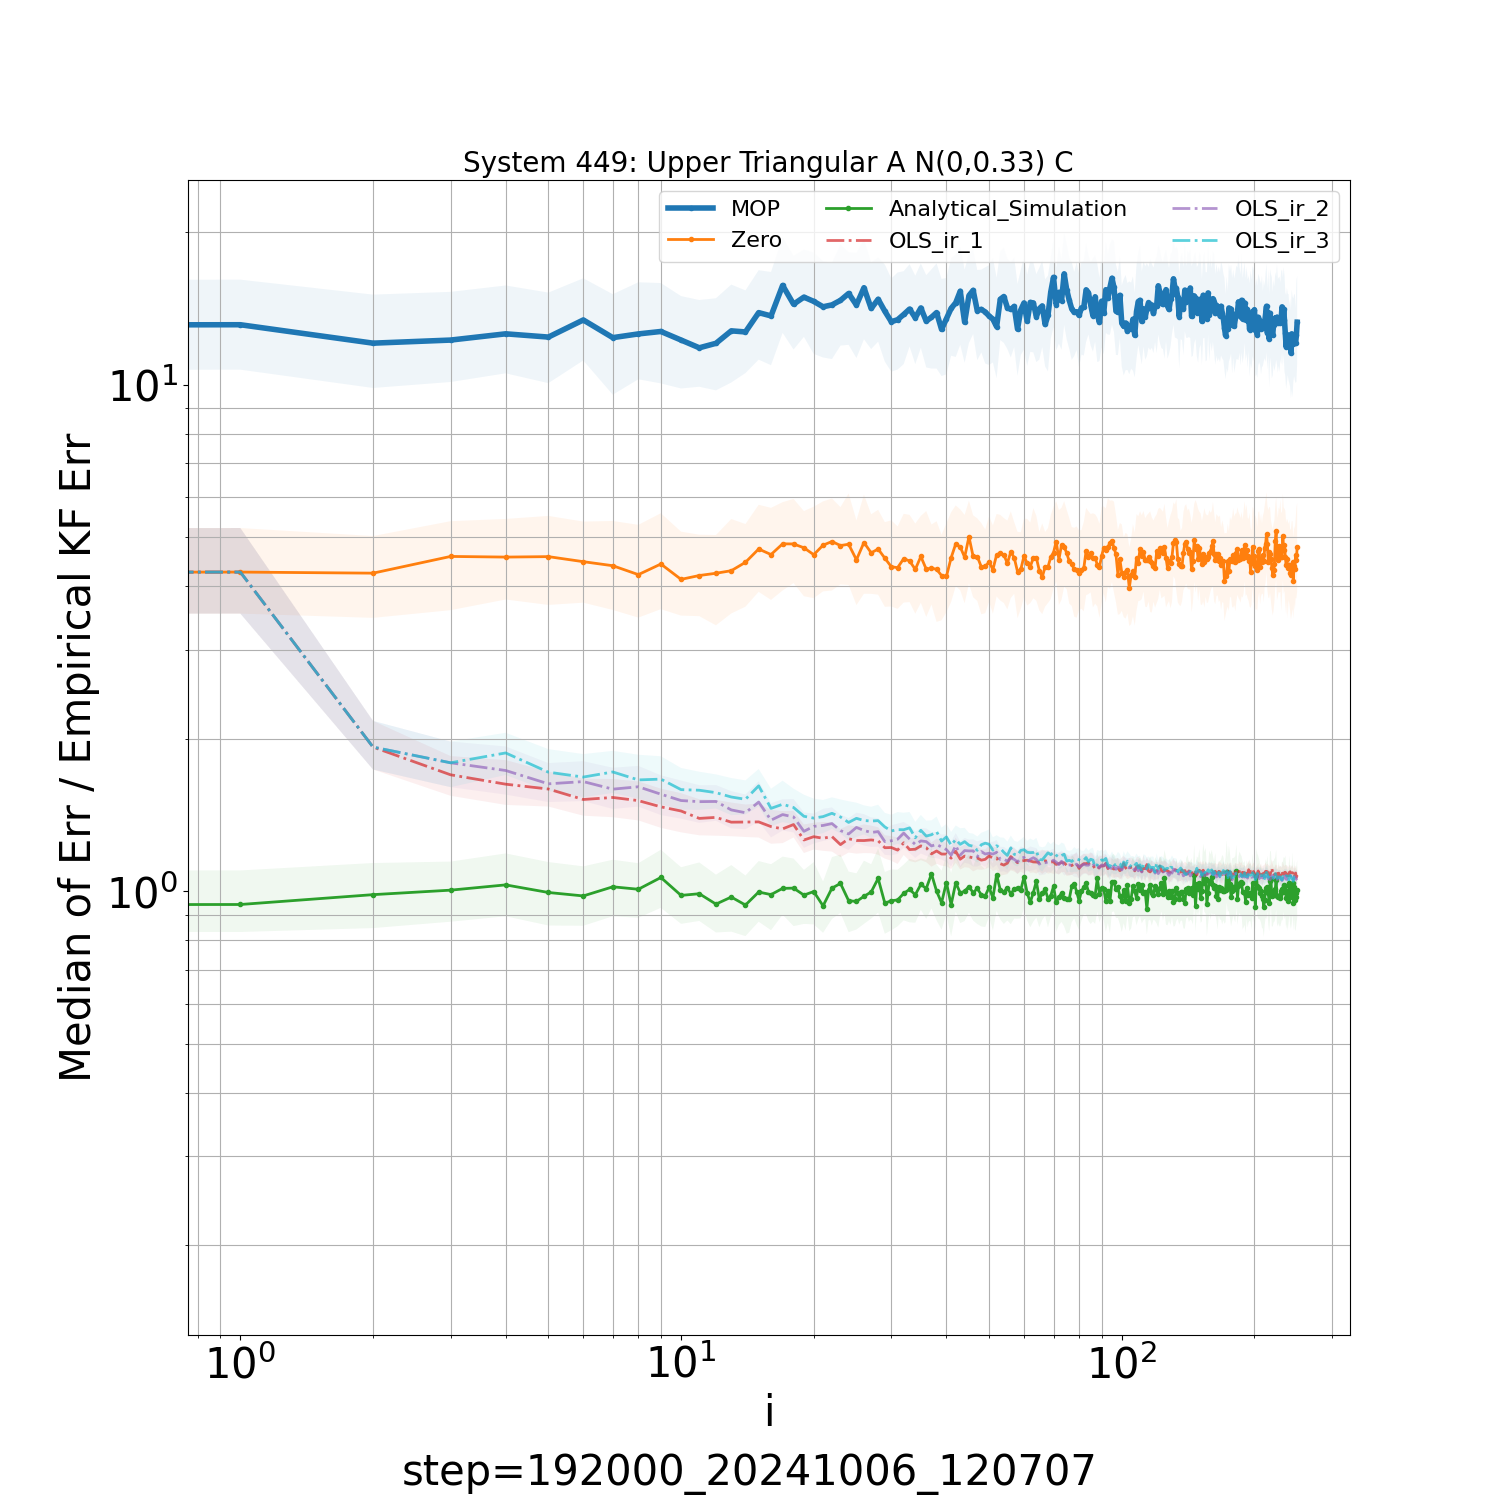 System 449: Upper Triangular A N(0,0.33) C
MOP
Zero
Analytical_Simulation
OLS_ir_1
OLS_ir_2
OLS_ir_3
Median of Err / Empirical KF Err
10¹
10⁰
10⁰
10¹
10²
i
step=192000_20241006_120707